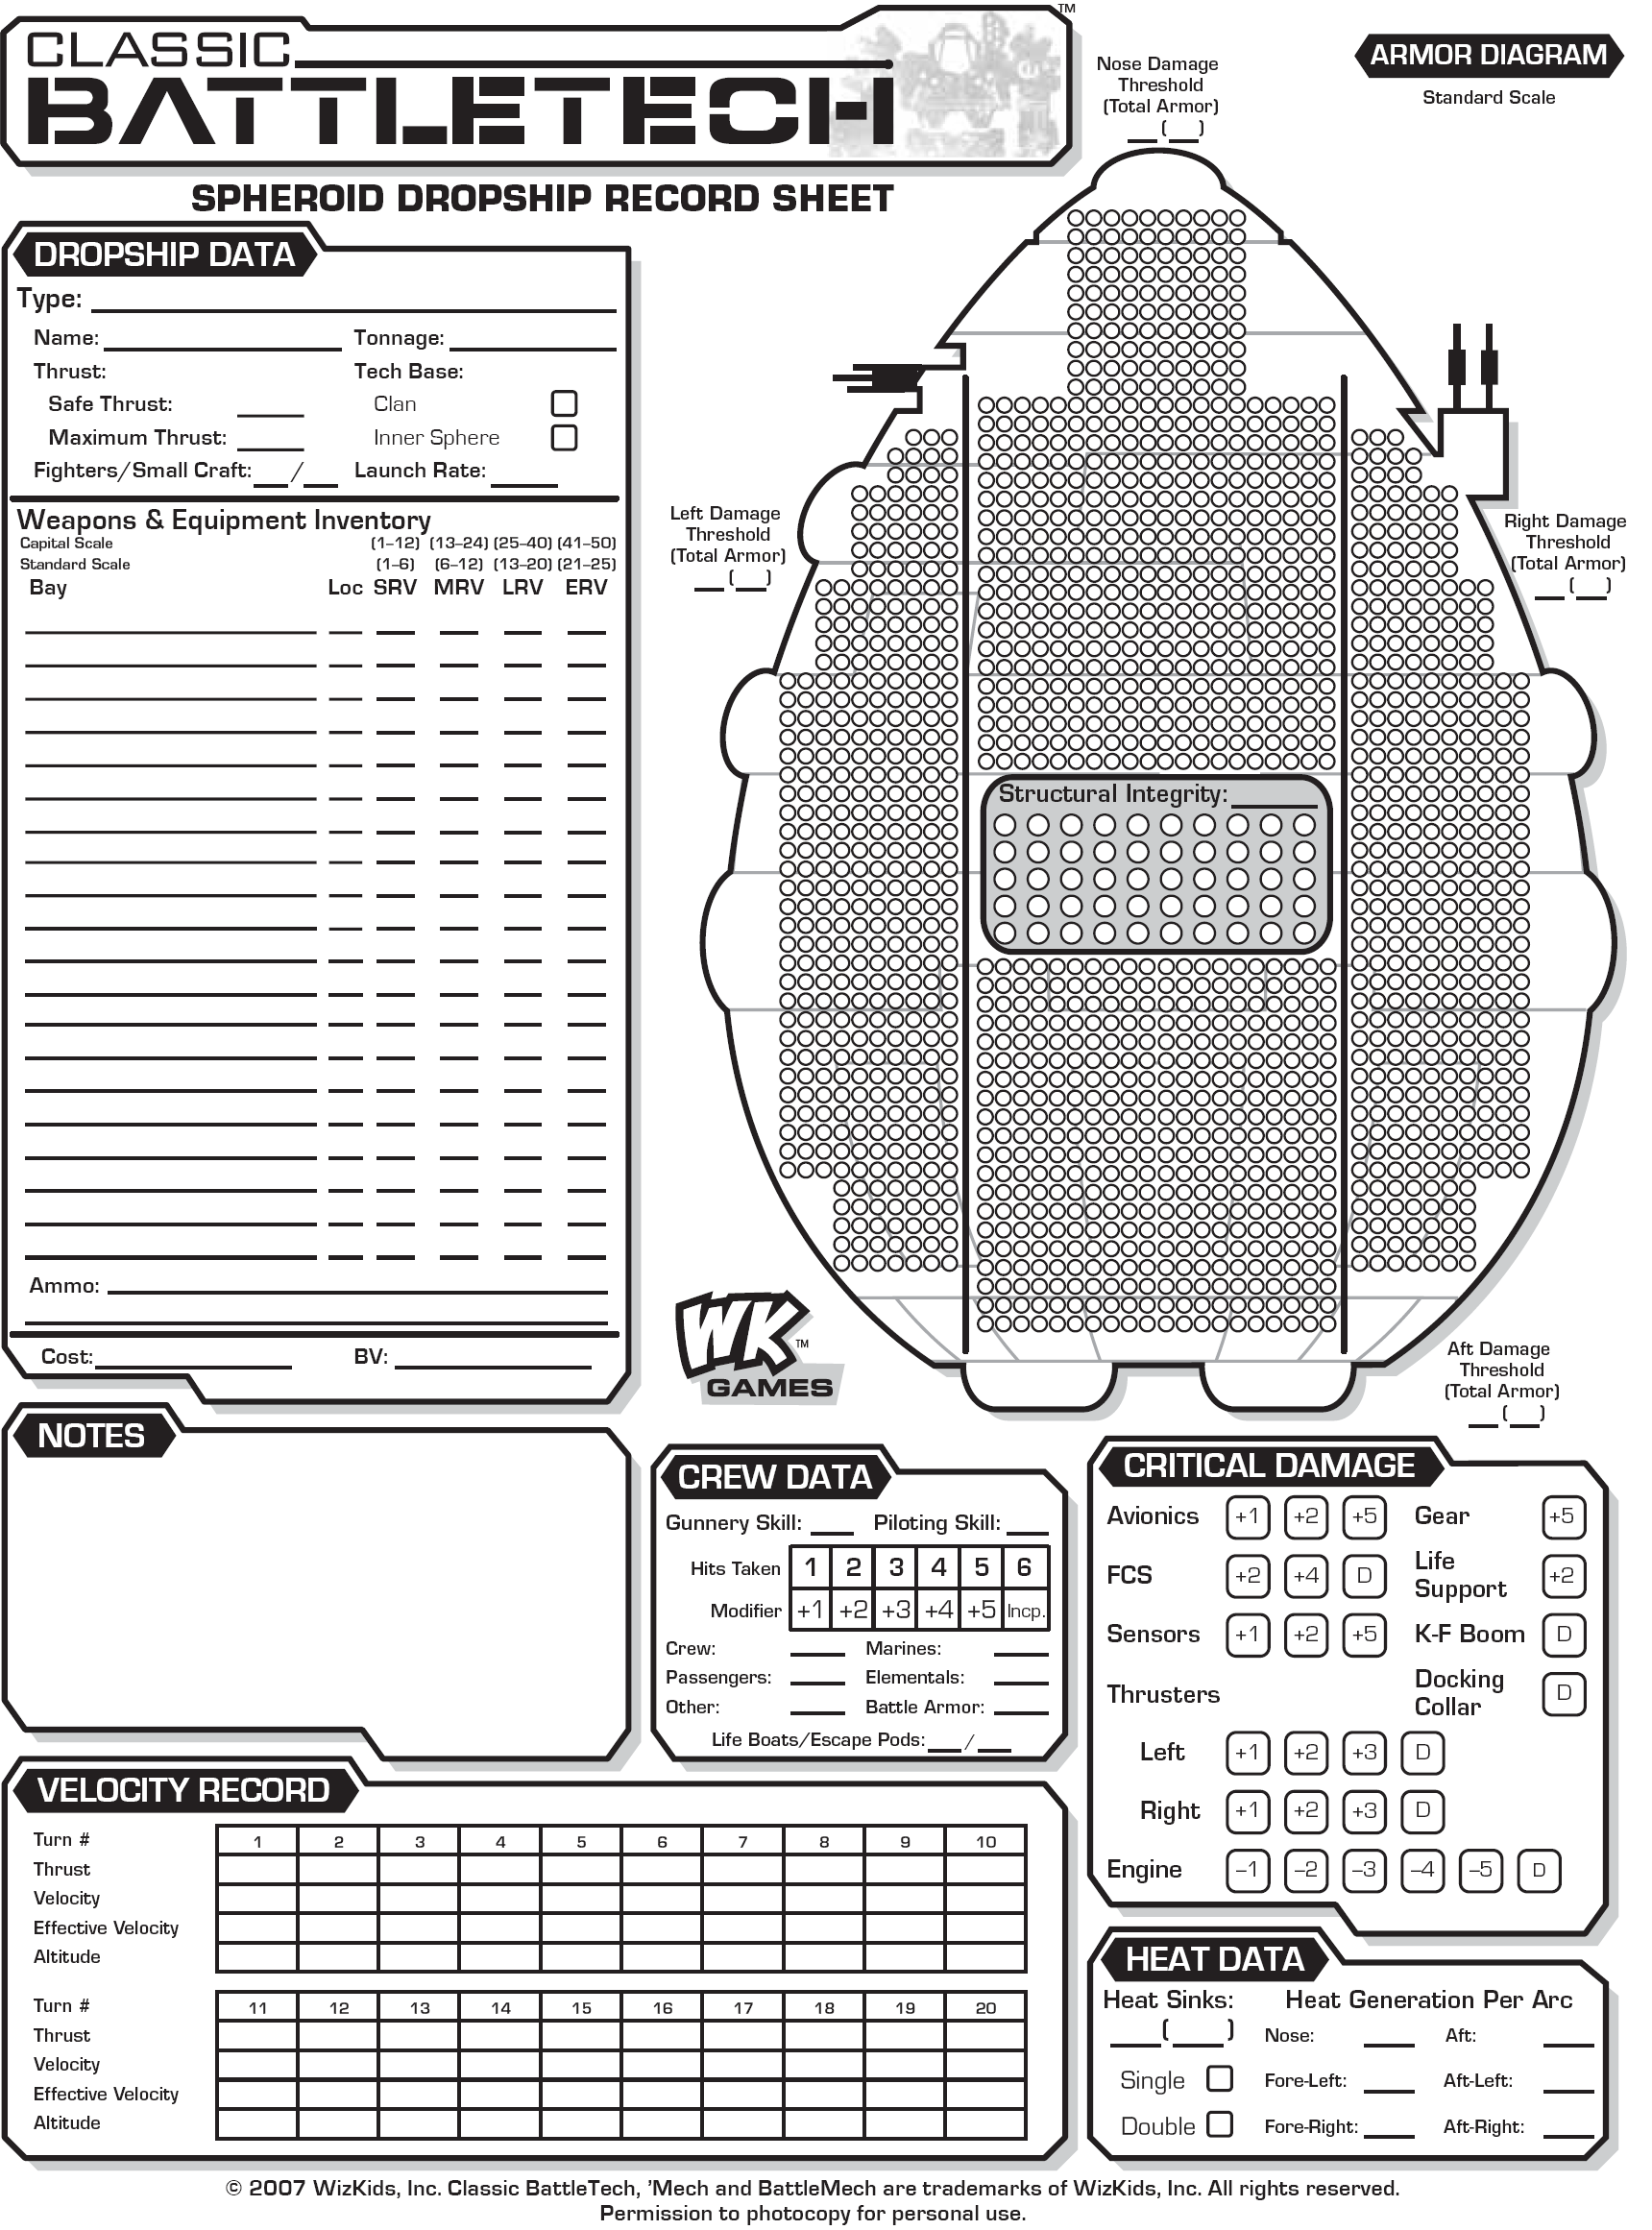 CLASSIC
BATTLETECH
™
SPHEROID DROPSHIP RECORD SHEET
ARMOR DIAGRAM
Standard Scale
Nose Damage
Threshold
(Total Armor)
___ (___)
DROPSHIP DATA
Type:
Name: Tonnage:
Thrust: Tech Base:
Safe Thrust: Clan
Maximum Thrust: Inner Sphere
Fighters/Small Craft: ___ / ___ Launch Rate:
Weapons & Equipment Inventory
Capital Scale (1–12) (13–24) (25–40) (41–50)
Standard Scale (1–6) (6–12) (13–20) (21–25)
Bay Loc SRV MRV LRV ERV
Ammo:
Cost: BV:
Left Damage
Threshold
(Total Armor)
___ (___)
Right Damage
Threshold
(Total Armor)
___ (___)
Structural Integrity:
Aft Damage
Threshold
(Total Armor)
___ (___)
WK™
GAMES
NOTES
CREW DATA
Gunnery Skill: Piloting Skill:
Hits Taken 1 2 3 4 5 6
Modifier +1 +2 +3 +4 +5 Incp.
Crew: Marines:
Passengers: Elementals:
Other: Battle Armor:
Life Boats/Escape Pods: ___ / ___
CRITICAL DAMAGE
Avionics +1 +2 +5 Gear +5
FCS +2 +4 D Life Support +2
Sensors +1 +2 +5 K-F Boom D
Thrusters Docking Collar D
Left +1 +2 +3 D
Right +1 +2 +3 D
Engine –1 –2 –3 –4 –5 D
VELOCITY RECORD
Turn # 1 2 3 4 5 6 7 8 9 10
Thrust
Velocity
Effective Velocity
Altitude
Turn # 11 12 13 14 15 16 17 18 19 20
Thrust
Velocity
Effective Velocity
Altitude
HEAT DATA
Heat Sinks: Heat Generation Per Arc
___ (___) Nose: Aft:
Single Fore-Left: Aft-Left:
Double Fore-Right: Aft-Right:
© 2007 WizKids, Inc. Classic BattleTech, ’Mech and BattleMech are trademarks of WizKids, Inc. All rights reserved.
Permission to photocopy for personal use.